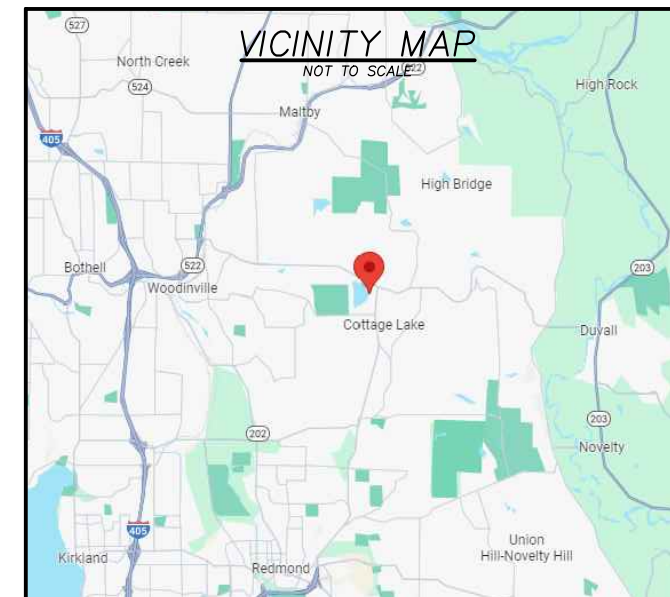 VICINITY MAP
NOT TO SCALE
527
North Creek
522
High Rock
524
Maltby
405
High Bridge
Bothell
522
Woodinville
203
Cottage Lake
Duvall
202
203
Novelty
405
Kirkland
Redmond
Union
Hill-Novelty Hill